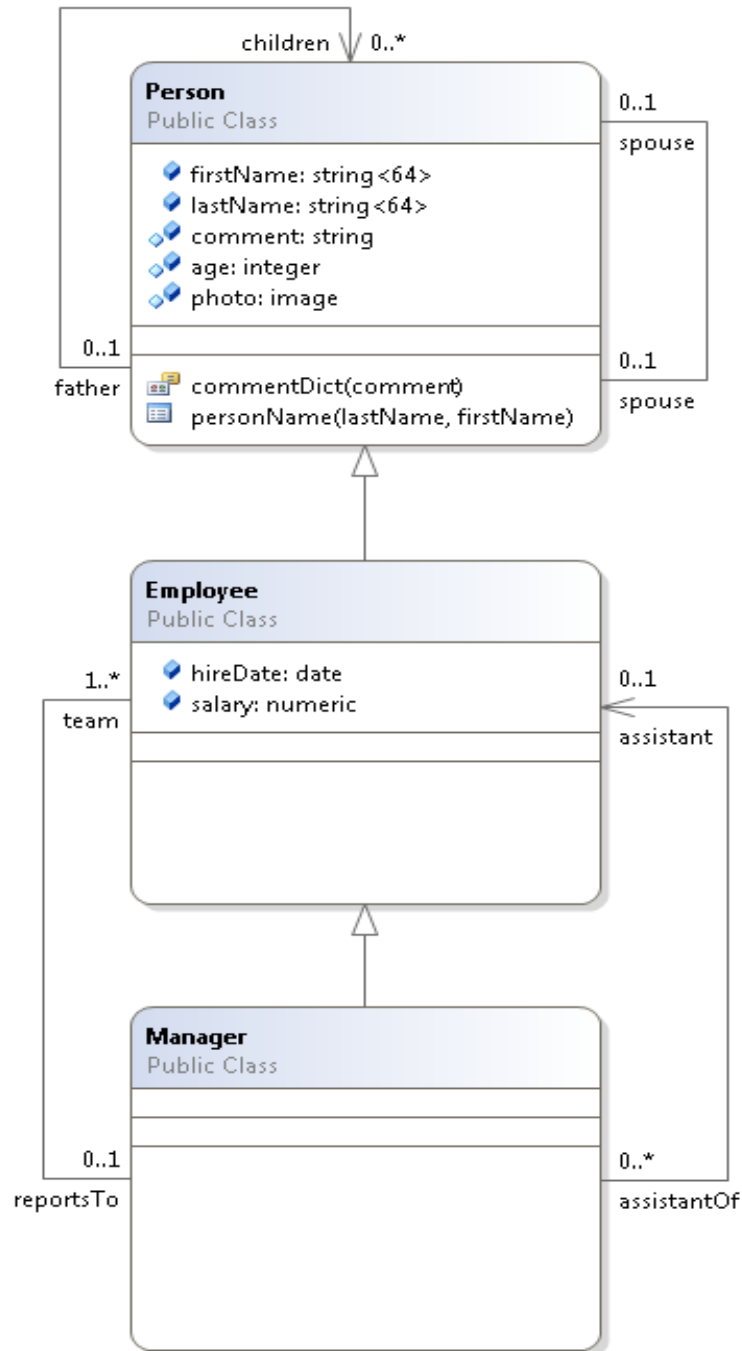 children 0..*
Person
Public Class
0..1
spouse
firstName: string<64>
lastName: string<64>
comment: string
age: integer
photo: image
0..1
father
0..1
spouse
commentDict(comment)
personName(lastName, firstName)
Employee
Public Class
hireDate: date
salary: numeric
1..*
team
0..1
assistant
Manager
Public Class
0..1
reportsTo
0..*
assistantOf